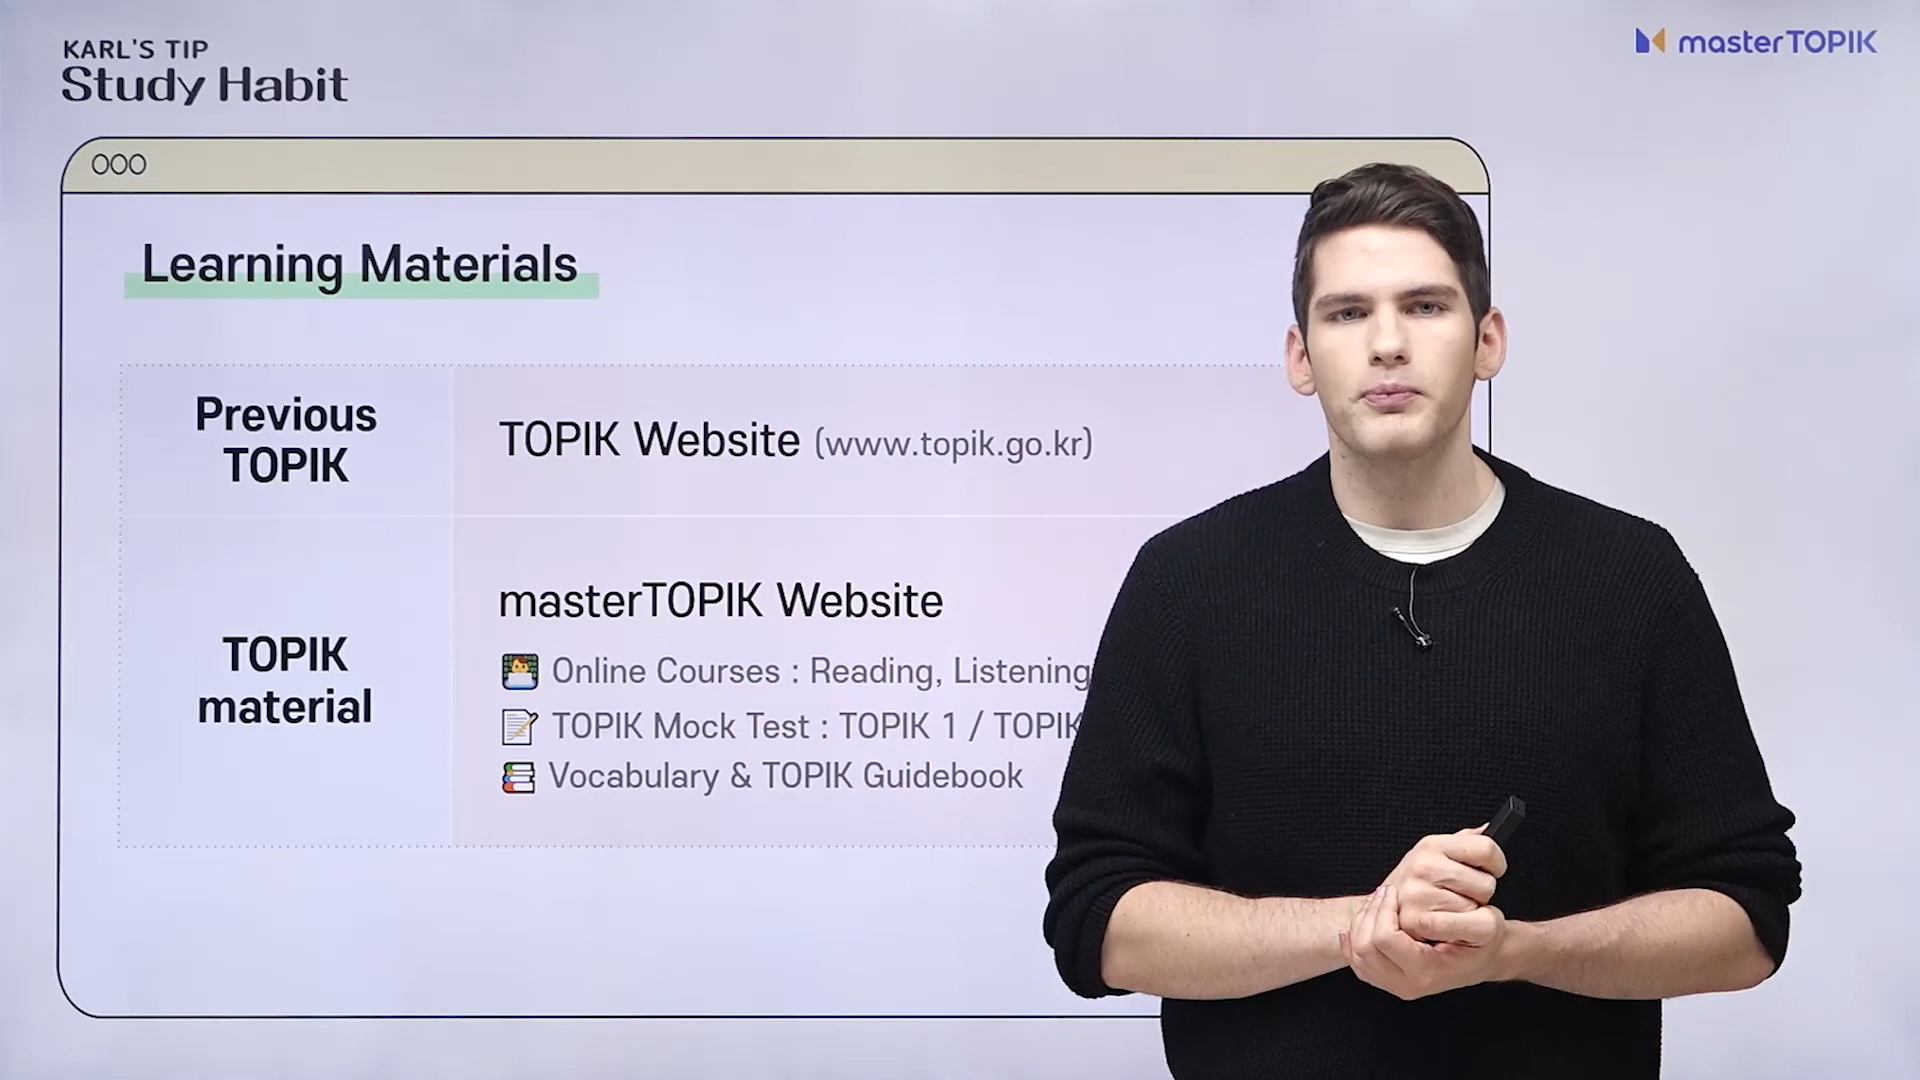 KARL'S TIP
Study Habit
masterTOPIK
Learning Materials
Previous
TOPIK
TOPIK Website (www.topik.go.kr)
TOPIK
material
masterTOPIK Website
Online Courses : Reading, Listening
TOPIK Mock Test : TOPIK 1 / TOPIK
Vocabulary & TOPIK Guidebook